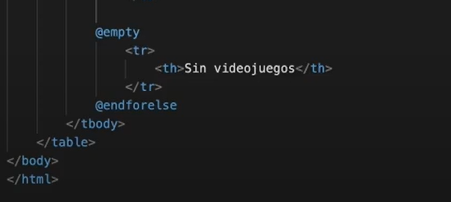 @empty
<tr>
<th>Sin videojuegos</th>
</tr>
@endforelse
</tbody>
</table>
</body>
</html>